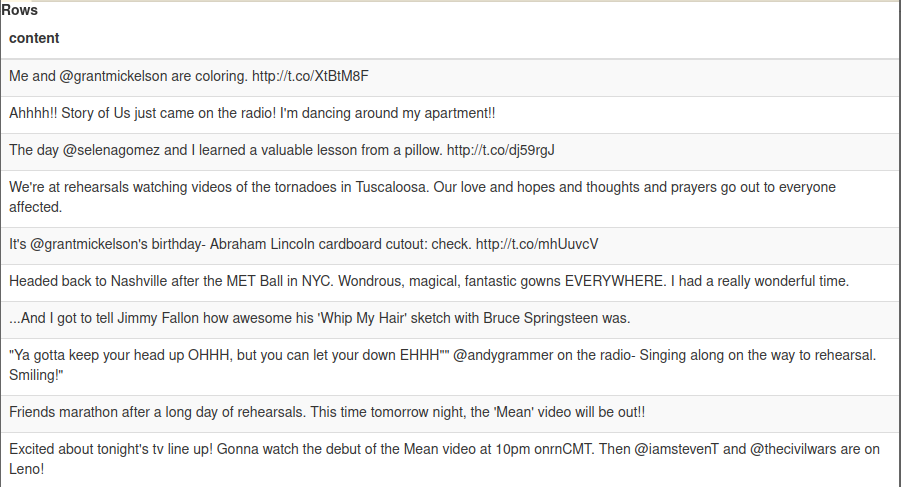 Rows
content
Me and @grantmickelson are coloring. http://t.co/XtBtM8F
Ahhhh!! Story of Us just came on the radio! I'm dancing around my apartment!!
The day @selenagomez and I learned a valuable lesson from a pillow. http://t.co/dj59rgJ
We're at rehearsals watching videos of the tornadoes in Tuscaloosa. Our love and hopes and thoughts and prayers go out to everyone
affected.
It's @grantmickelson's birthday- Abraham Lincoln cardboard cutout: check. http://t.co/mhUuvcV
Headed back to Nashville after the MET Ball in NYC. Wondrous, magical, fantastic gowns EVERYWHERE. I had a really wonderful time.
...And I got to tell Jimmy Fallon how awesome his 'Whip My Hair' sketch with Bruce Springsteen was.
"Ya gotta keep your head up OHHH, but you can let your down EHHH"" @andygrammer on the radio- Singing along on the way to rehearsal.
Smiling!"
Friends marathon after a long day of rehearsals. This time tomorrow night, the 'Mean' video will be out!!
Excited about tonight's tv line up! Gonna watch the debut of the Mean video at 10pm onrnCMT. Then @iamstevenT and @thecivilwars are on
Leno!